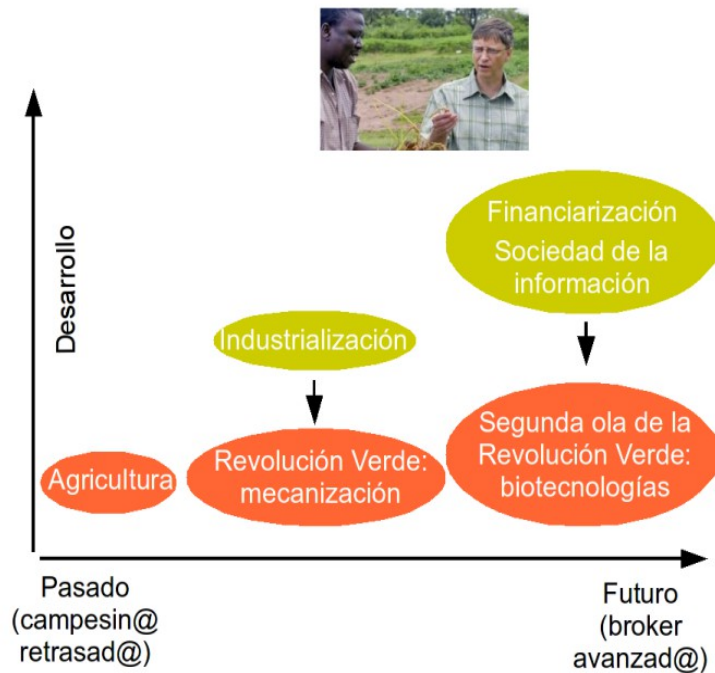 Desarrollo
Financiarización
Sociedad de la
información
Industrialización
Agricultura
Revolución Verde:
mecanización
Segunda ola de la
Revolución Verde:
biotecnologías
Pasado
(campesin@
retrasad@)
Futuro
(broker
avanzad@)